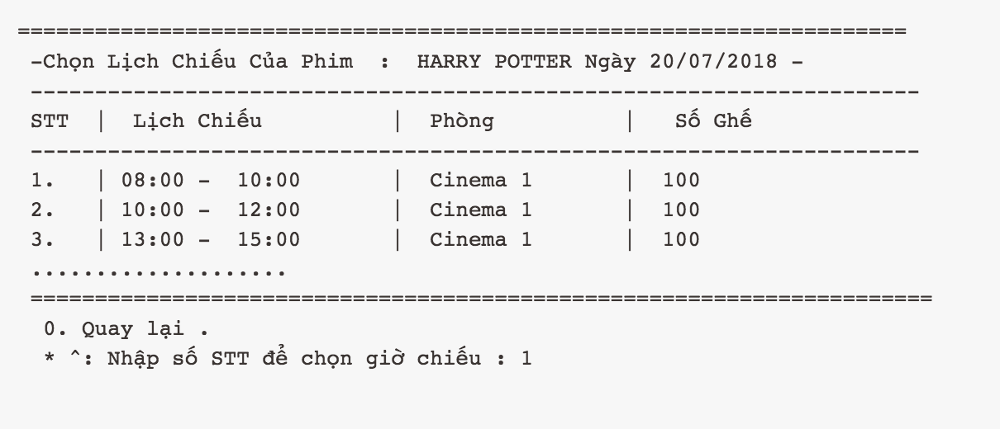 =====================================================================
-Chọn Lịch Chiếu Của Phim  :  HARRY POTTER Ngày 20/07/2018 -
---------------------------------------------------------------------
STT  |  Lịch Chiếu          |  Phòng          |   Số Ghế
---------------------------------------------------------------------
1.   | 08:00 -  10:00       |  Cinema 1       |  100
2.   | 10:00 -  12:00       |  Cinema 1       |  100
3.   | 13:00 -  15:00       |  Cinema 1       |  100
....................
======================================================================
0. Quay lại .
* ^: Nhập số STT để chọn giờ chiếu : 1